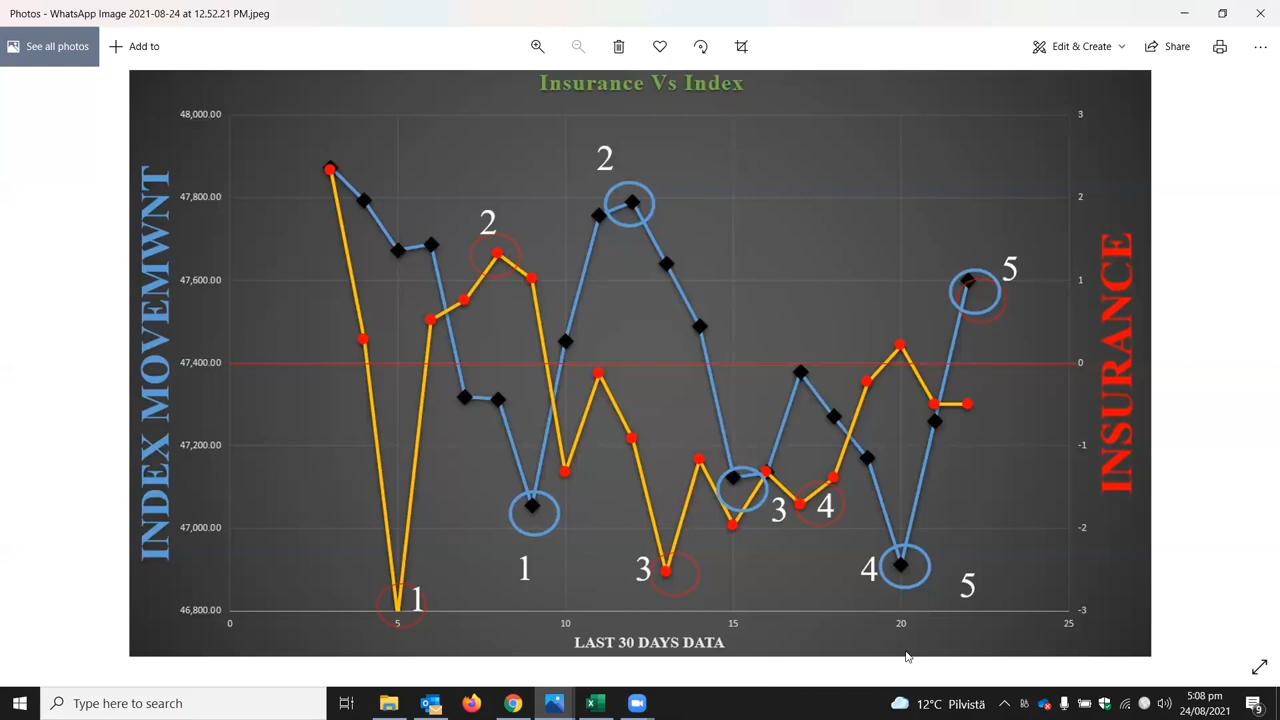 Photos - WhatsApp Image 2021-08-24 at 12.52.21 PM.jpeg
See all photos
Add to
Edit & Create
Share
Insurance Vs Index
INDEX MOVEMWNT
INSURANCE
48,000.00
47,800.00
47,600.00
47,400.00
47,200.00
47,000.00
46,800.00
3
2
1
0
-1
-2
-3
2
2
5
1
1
3
3
4
4
5
0
5
10
15
20
25
LAST 30 DAYS DATA
Type here to search
12°C Pilvistä
5:08 pm
24/08/2021
9